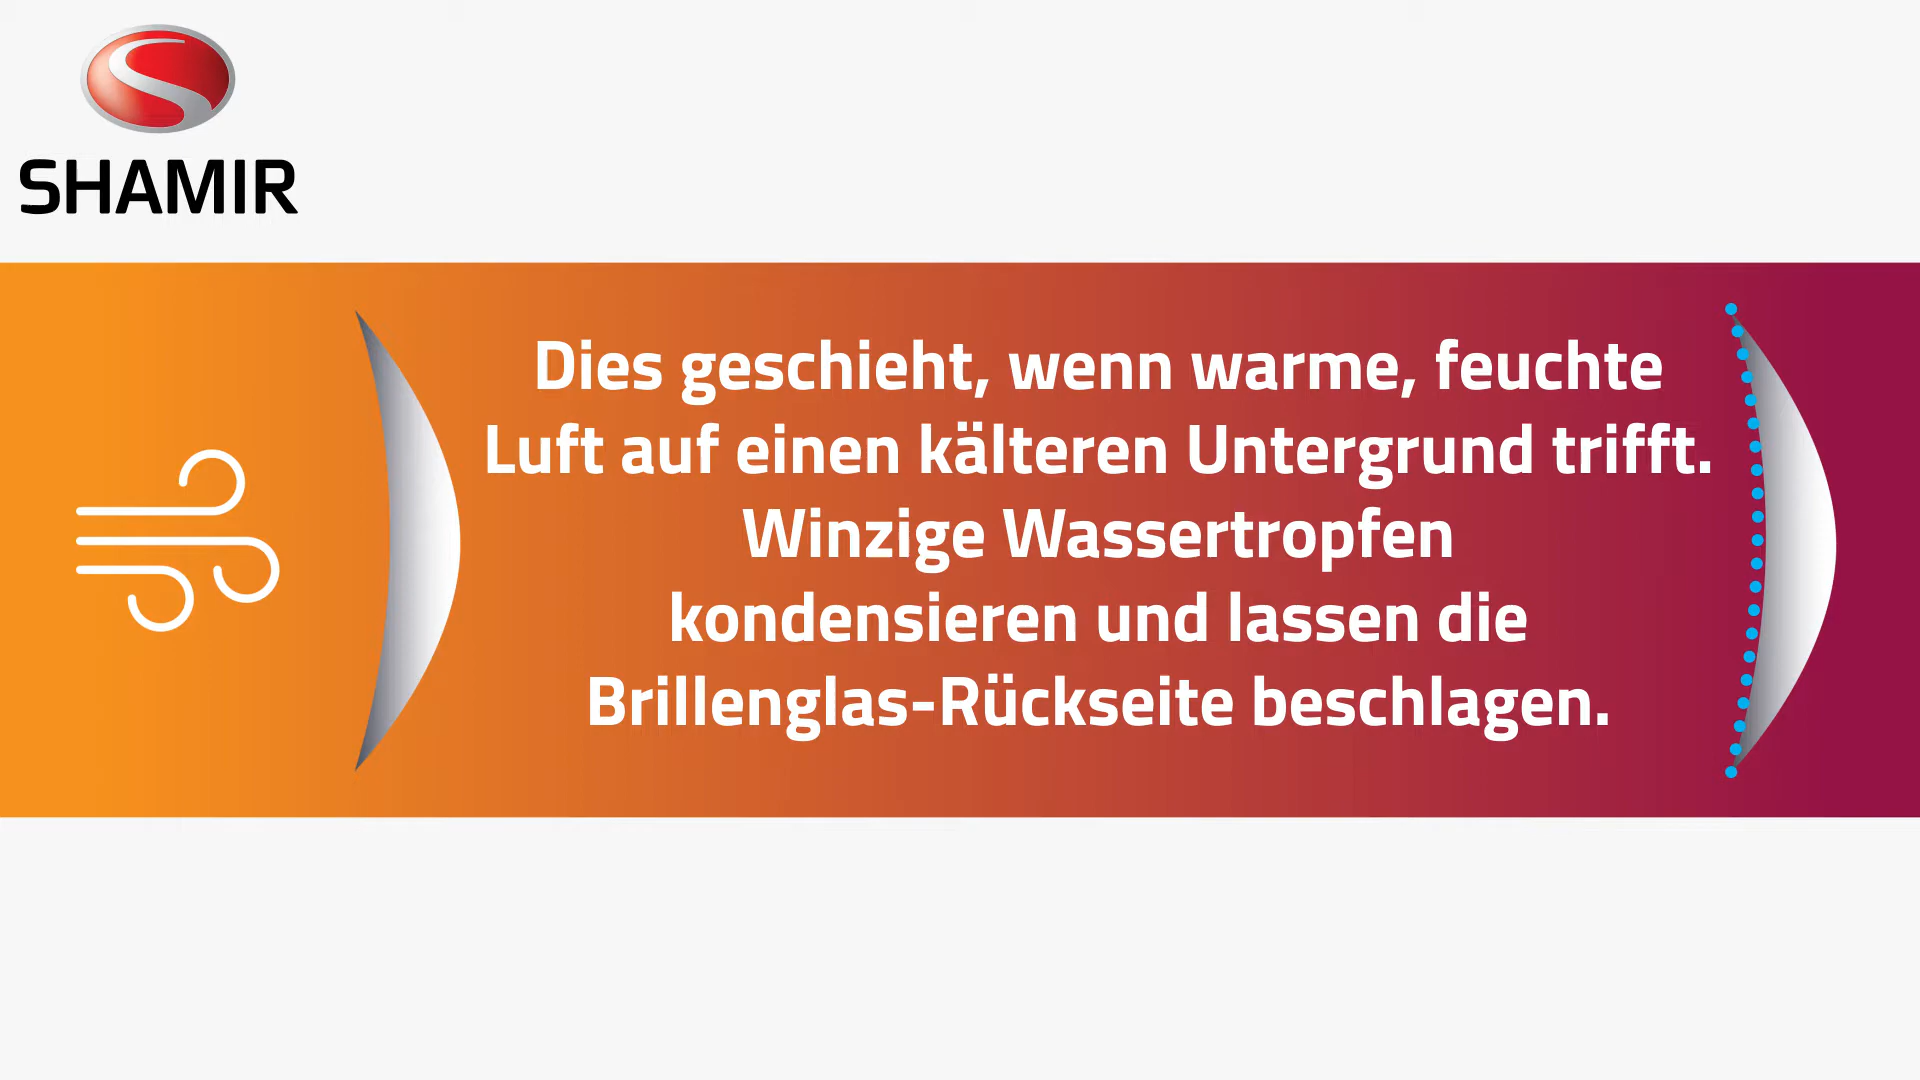 SHAMIR
Dies geschieht, wenn warme, feuchte
Luft auf einen kälteren Untergrund trifft.
Winzige Wassertropfen
kondensieren und lassen die
Brillenglas-Rückseite beschlagen.